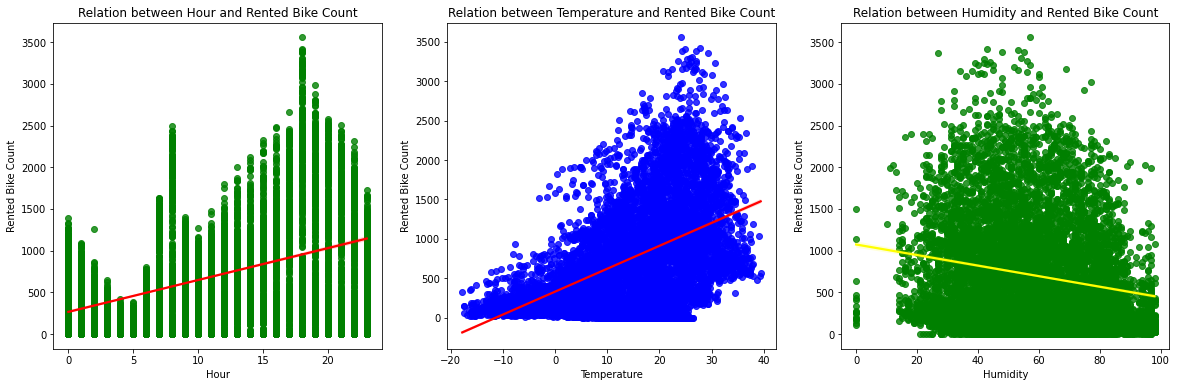 Relation between Hour and Rented Bike Count
Rented Bike Count
3500
3000
2500
2000
1500
1000
500
0
0 5 10 15 20
Hour
Relation between Temperature and Rented Bike Count
Rented Bike Count
3500
3000
2500
2000
1500
1000
500
0
−20 −10 0 10 20 30 40
Temperature
Relation between Humidity and Rented Bike Count
Rented Bike Count
3500
3000
2500
2000
1500
1000
500
0
0 20 40 60 80 100
Humidity